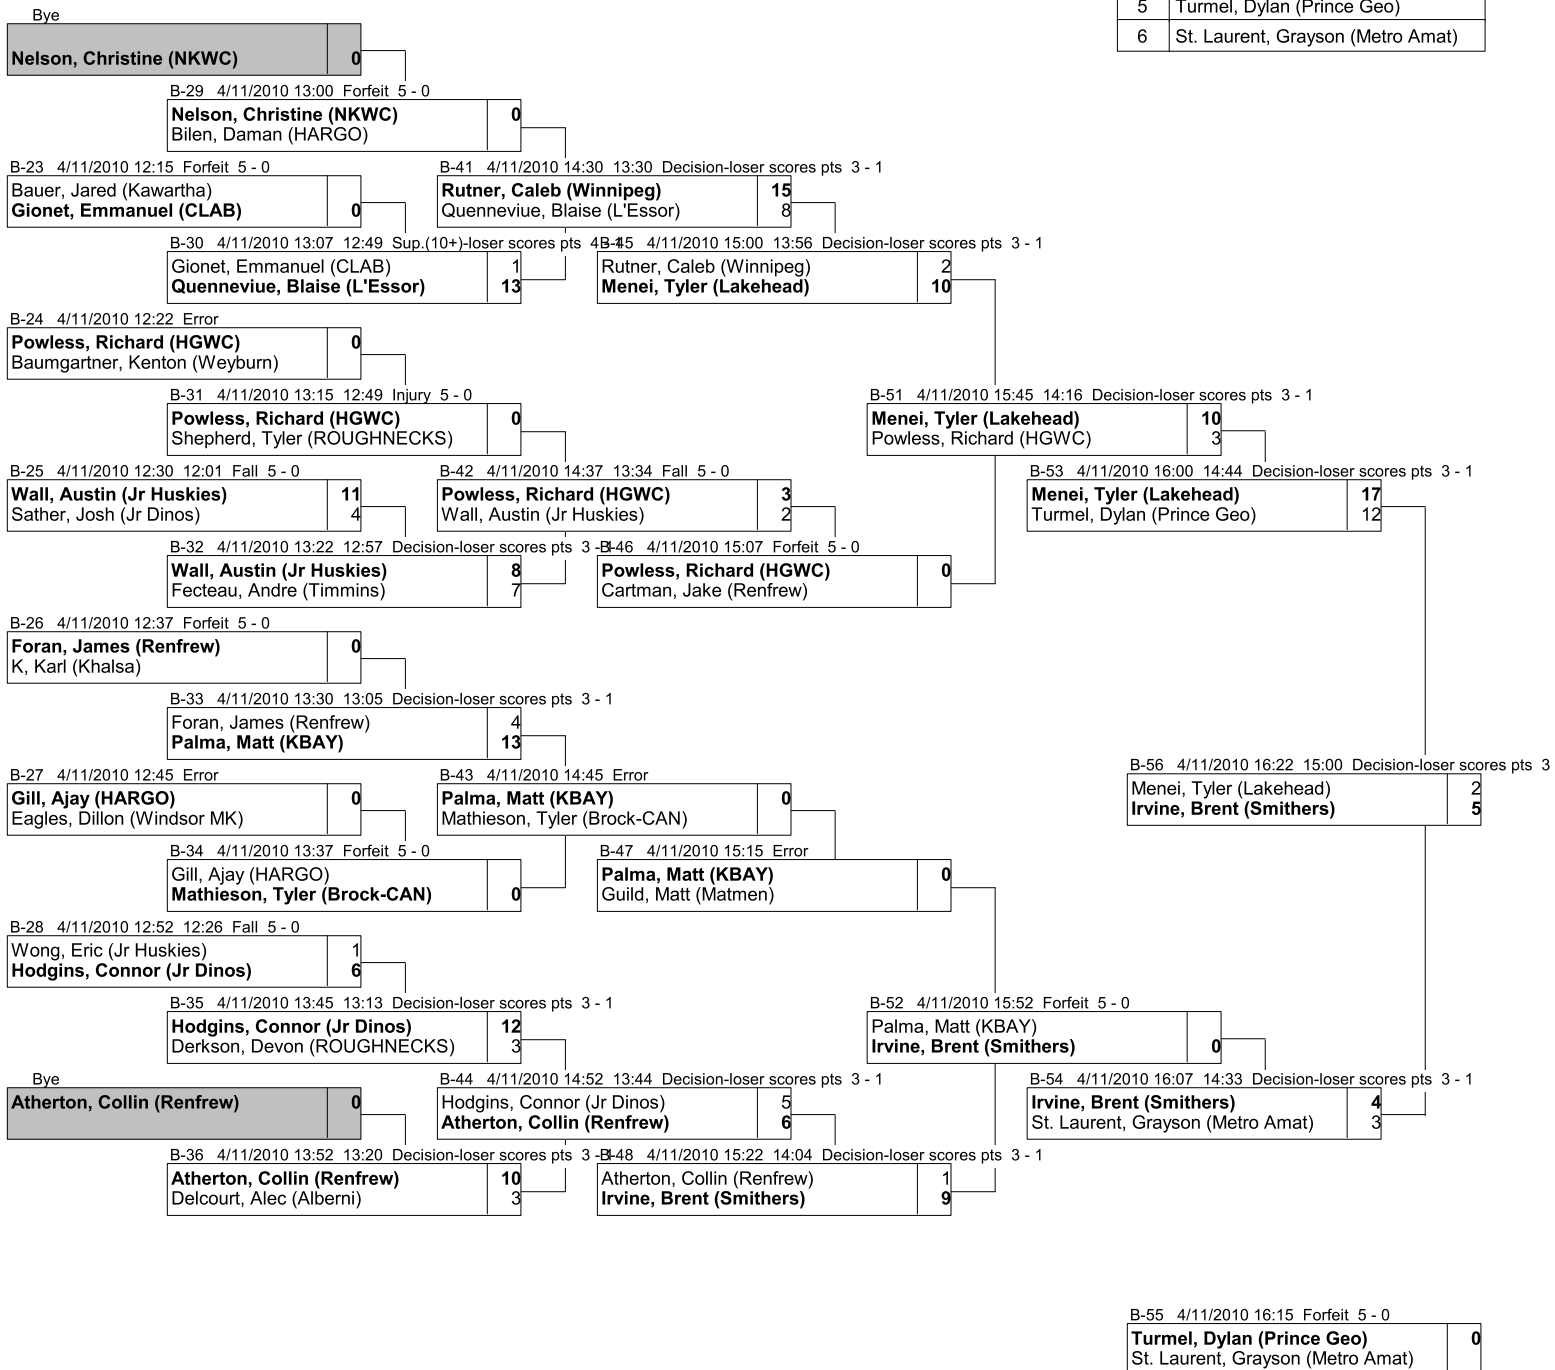 5 Turmel, Dylan (Prince Geo)
6 St. Laurent, Grayson (Metro Amat)
Bye
Nelson, Christine (NKWC) 0
B-29 4/11/2010 13:00 Forfeit 5 - 0
Nelson, Christine (NKWC) 0
Bilen, Daman (HARGO)
B-23 4/11/2010 12:15 Forfeit 5 - 0
Bauer, Jared (Kawartha)
Gionet, Emmanuel (CLAB) 0
B-41 4/11/2010 14:30 13:30 Decision-loser scores pts 3 - 1
Rutner, Caleb (Winnipeg) 15
Quenneviue, Blaise (L'Essor) 8
B-30 4/11/2010 13:07 12:49 Sup.(10+)-loser scores pts 4 - 1
Gionet, Emmanuel (CLAB) 1
Quenneviue, Blaise (L'Essor) 13
B-45 4/11/2010 15:00 13:56 Decision-loser scores pts 3 - 1
Rutner, Caleb (Winnipeg) 2
Menei, Tyler (Lakehead) 10
B-24 4/11/2010 12:22 Error
Powless, Richard (HGWC) 0
Baumgartner, Kenton (Weyburn)
B-31 4/11/2010 13:15 12:49 Injury 5 - 0
Powless, Richard (HGWC) 0
Shepherd, Tyler (ROUGHNECKS)
B-51 4/11/2010 15:45 14:16 Decision-loser scores pts 3 - 1
Menei, Tyler (Lakehead) 10
Powless, Richard (HGWC) 3
B-25 4/11/2010 12:30 12:01 Fall 5 - 0
Wall, Austin (Jr Huskies) 11
Sather, Josh (Jr Dinos) 4
B-42 4/11/2010 14:37 13:34 Fall 5 - 0
Powless, Richard (HGWC) 3
Wall, Austin (Jr Huskies) 2
B-53 4/11/2010 16:00 14:44 Decision-loser scores pts 3 - 1
Menei, Tyler (Lakehead) 17
Turmel, Dylan (Prince Geo) 12
B-32 4/11/2010 13:22 12:57 Decision-loser scores pts 3 - 1
Wall, Austin (Jr Huskies) 8
Fecteau, Andre (Timmins) 7
B-46 4/11/2010 15:07 Forfeit 5 - 0
Powless, Richard (HGWC) 0
Cartman, Jake (Renfrew)
B-26 4/11/2010 12:37 Forfeit 5 - 0
Foran, James (Renfrew) 0
K, Karl (Khalsa)
B-33 4/11/2010 13:30 13:05 Decision-loser scores pts 3 - 1
Foran, James (Renfrew) 4
Palma, Matt (KBAY) 13
B-56 4/11/2010 16:22 15:00 Decision-loser scores pts 3
Menei, Tyler (Lakehead) 2
Irvine, Brent (Smithers) 5
B-27 4/11/2010 12:45 Error
Gill, Ajay (HARGO) 0
Eagles, Dillon (Windsor MK)
B-43 4/11/2010 14:45 Error
Palma, Matt (KBAY) 0
Mathieson, Tyler (Brock-CAN)
B-34 4/11/2010 13:37 Forfeit 5 - 0
Gill, Ajay (HARGO)
Mathieson, Tyler (Brock-CAN) 0
B-47 4/11/2010 15:15 Error
Palma, Matt (KBAY) 0
Guild, Matt (Matmen)
B-28 4/11/2010 12:52 12:26 Fall 5 - 0
Wong, Eric (Jr Huskies) 1
Hodgins, Connor (Jr Dinos) 6
B-35 4/11/2010 13:45 13:13 Decision-loser scores pts 3 - 1
Hodgins, Connor (Jr Dinos) 12
Derkson, Devon (ROUGHNECKS) 3
B-52 4/11/2010 15:52 Forfeit 5 - 0
Palma, Matt (KBAY)
Irvine, Brent (Smithers) 0
Bye
Atherton, Collin (Renfrew) 0
B-44 4/11/2010 14:52 13:44 Decision-loser scores pts 3 - 1
Hodgins, Connor (Jr Dinos) 5
Atherton, Collin (Renfrew) 6
B-54 4/11/2010 16:07 14:33 Decision-loser scores pts 3 - 1
Irvine, Brent (Smithers) 4
St. Laurent, Grayson (Metro Amat) 3
B-36 4/11/2010 13:52 13:20 Decision-loser scores pts 3 - 1
Atherton, Collin (Renfrew) 10
Delcourt, Alec (Alberni) 3
B-48 4/11/2010 15:22 14:04 Decision-loser scores pts 3 - 1
Atherton, Collin (Renfrew) 1
Irvine, Brent (Smithers) 9
B-55 4/11/2010 16:15 Forfeit 5 - 0
Turmel, Dylan (Prince Geo) 0
St. Laurent, Grayson (Metro Amat)